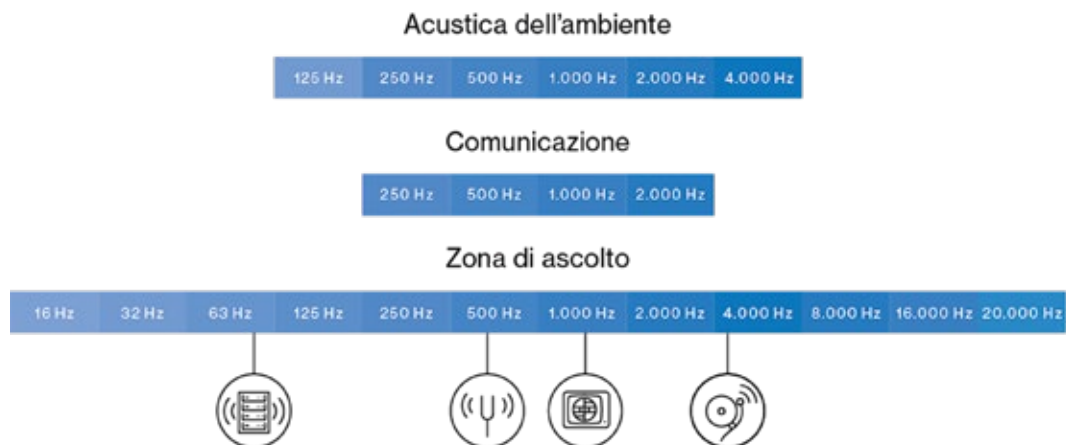 Acustica dell'ambiente
125 Hz 250 Hz 500 Hz 1.000 Hz 2.000 Hz 4.000 Hz
Comunicazione
250 Hz 500 Hz 1.000 Hz 2.000 Hz
Zona di ascolto
16 Hz 32 Hz 63 Hz 125 Hz 250 Hz 500 Hz 1.000 Hz 2.000 Hz 4.000 Hz 8.000 Hz 16.000 Hz 20.000 Hz